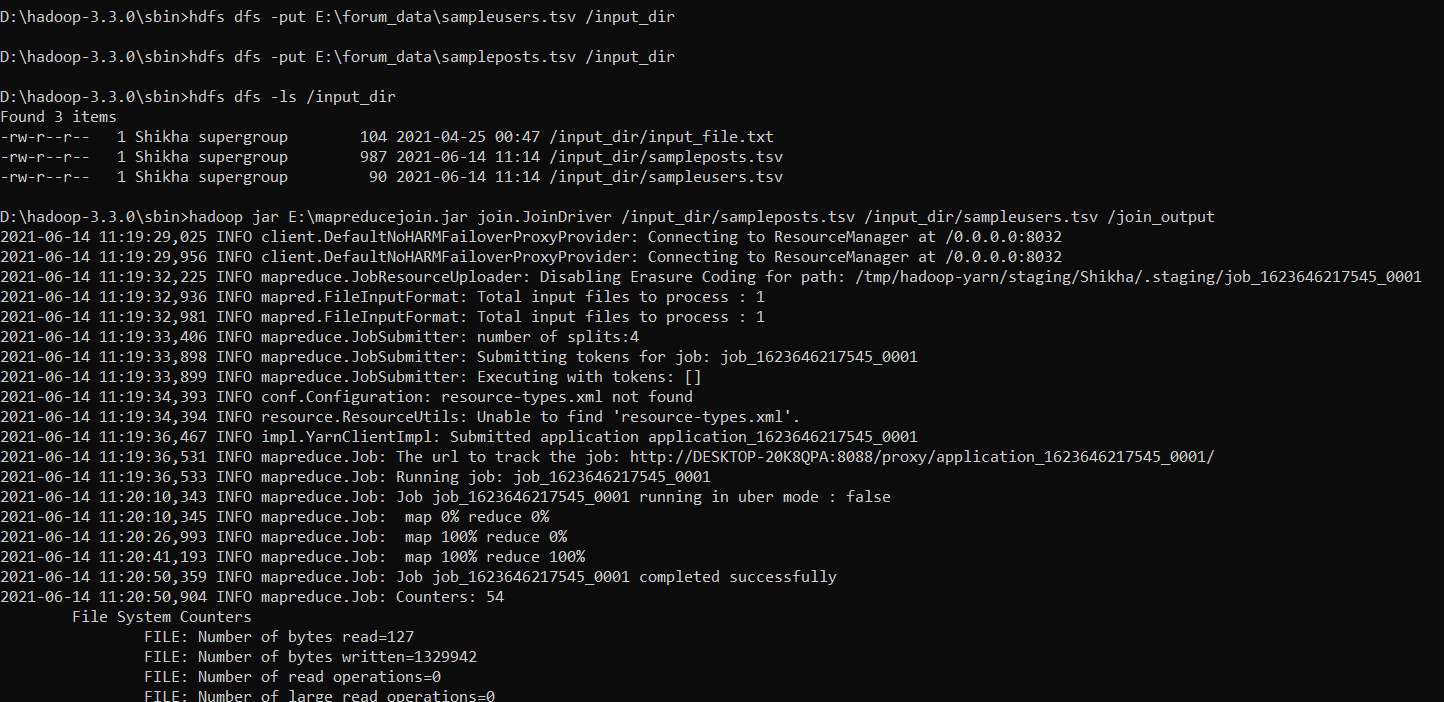 D:\hadoop-3.3.0\sbin>hdfs dfs -put E:\forum_data\sampleusers.tsv /input_dir
D:\hadoop-3.3.0\sbin>hdfs dfs -put E:\forum_data\sampleposts.tsv /input_dir
D:\hadoop-3.3.0\sbin>hdfs dfs -ls /input_dir
Found 3 items
-rw-r--r--   1 Shikha supergroup        104 2021-04-25 00:47 /input_dir/input_file.txt
-rw-r--r--   1 Shikha supergroup        987 2021-06-14 11:14 /input_dir/sampleposts.tsv
-rw-r--r--   1 Shikha supergroup         90 2021-06-14 11:14 /input_dir/sampleusers.tsv
D:\hadoop-3.3.0\sbin>hadoop jar E:\mapreducejoin.jar join.JoinDriver /input_dir/sampleposts.tsv /input_dir/sampleusers.tsv /join_output
2021-06-14 11:19:29,025 INFO client.DefaultNoHARMFailoverProxyProvider: Connecting to ResourceManager at /0.0.0.0:8032
2021-06-14 11:19:29,956 INFO client.DefaultNoHARMFailoverProxyProvider: Connecting to ResourceManager at /0.0.0.0:8032
2021-06-14 11:19:32,225 INFO mapreduce.JobResourceUploader: Disabling Erasure Coding for path: /tmp/hadoop-yarn/staging/Shikha/.staging/job_1623646217545_0001
2021-06-14 11:19:32,936 INFO mapred.FileInputFormat: Total input files to process : 1
2021-06-14 11:19:32,981 INFO mapred.FileInputFormat: Total input files to process : 1
2021-06-14 11:19:33,406 INFO mapreduce.JobSubmitter: number of splits:4
2021-06-14 11:19:33,898 INFO mapreduce.JobSubmitter: Submitting tokens for job: job_1623646217545_0001
2021-06-14 11:19:33,899 INFO mapreduce.JobSubmitter: Executing with tokens: []
2021-06-14 11:19:34,393 INFO conf.Configuration: resource-types.xml not found
2021-06-14 11:19:34,394 INFO resource.ResourceUtils: Unable to find 'resource-types.xml'.
2021-06-14 11:19:36,467 INFO impl.YarnClientImpl: Submitted application application_1623646217545_0001
2021-06-14 11:19:36,531 INFO mapreduce.Job: The url to track the job: http://DESKTOP-20K8QPA:8088/proxy/application_1623646217545_0001/
2021-06-14 11:19:36,533 INFO mapreduce.Job: Running job: job_1623646217545_0001
2021-06-14 11:20:10,343 INFO mapreduce.Job: Job job_1623646217545_0001 running in uber mode : false
2021-06-14 11:20:10,345 INFO mapreduce.Job:  map 0% reduce 0%
2021-06-14 11:20:26,993 INFO mapreduce.Job:  map 100% reduce 0%
2021-06-14 11:20:41,193 INFO mapreduce.Job:  map 100% reduce 100%
2021-06-14 11:20:50,359 INFO mapreduce.Job: Job job_1623646217545_0001 completed successfully
2021-06-14 11:20:50,904 INFO mapreduce.Job: Counters: 54
        File System Counters
                FILE: Number of bytes read=127
                FILE: Number of bytes written=1329942
                FILE: Number of read operations=0
                FILE: Number of large read operations=0